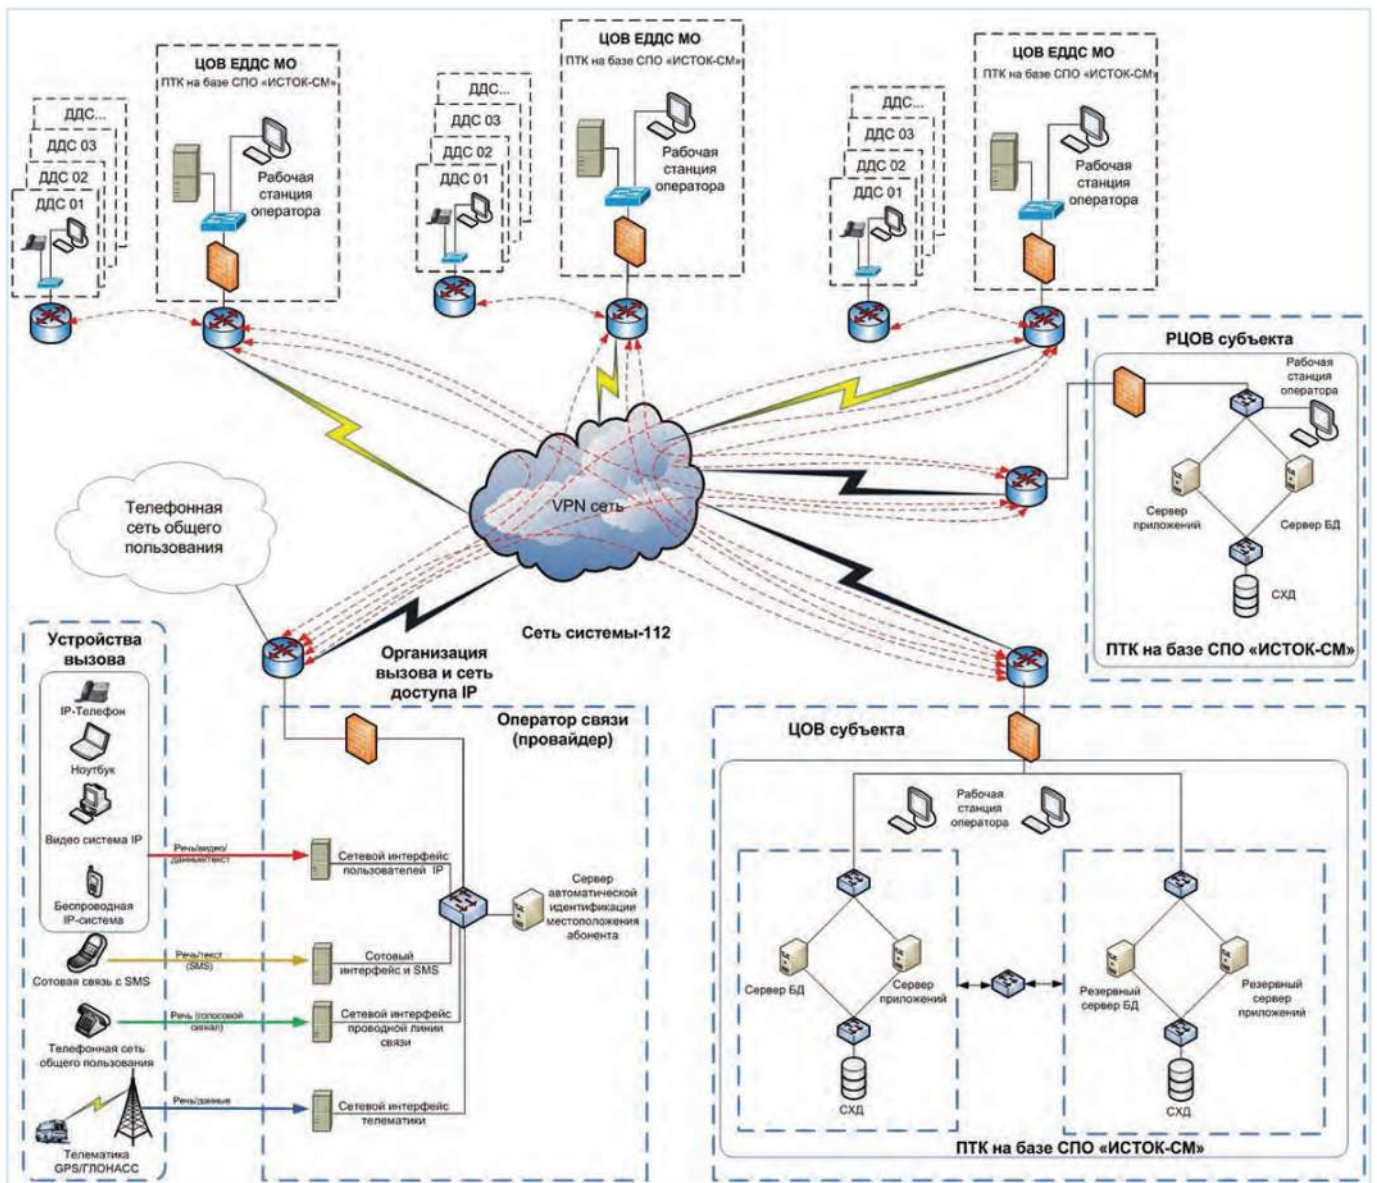 ЦОВ ЕДДС МО
ПТК на базе СПО «ИСТОК-СМ»
ДДС...
ДДС 03
ДДС 02
ДДС 01
Рабочая
станция
оператора
ЦОВ ЕДДС МО
ПТК на базе СПО «ИСТОК-СМ»
ДДС...
ДДС 03
ДДС 02
ДДС 01
Рабочая
станция
оператора
ЦОВ ЕДДС МО
ПТК на базе СПО «ИСТОК-СМ»
ДДС...
ДДС 03
ДДС 02
ДДС 01
Рабочая
станция
оператора
РЦОВ субъекта
Рабочая
станция
оператора
Сервер
приложений
Сервер БД
СХД
ПТК на базе СПО «ИСТОК-СМ»
VPN сеть
Телефонная
сеть общего
пользования
Сеть системы-112
Организация
вызова и сеть
доступа IP
Устройства
вызова
IP-Телефон
Ноутбук
Видео система IP
Беспроводная
IP-система
Сотовая связь с SMS
Телефонная сеть
общего пользования
Телематика
GPS/ГЛОНАСС
Речь/видео/
данные/текст
Речь/текст
(SMS)
Речь (голосовой
сигнал)
Речь/данные
Оператор связи
(провайдер)
Сетевой интерфейс
пользователей IP
Сотовый
интерфейс и SMS
Сетевой интерфейс
проводной линии
связи
Сетевой интерфейс
телематики
Сервер
автоматической
идентификации
местоположения
абонента
ЦОВ субъекта
Рабочая
станция
оператора
Сервер БД
Сервер
приложений
СХД
Резервный
сервер БД
Резервный
сервер
приложений
СХД
ПТК на базе СПО «ИСТОК-СМ»